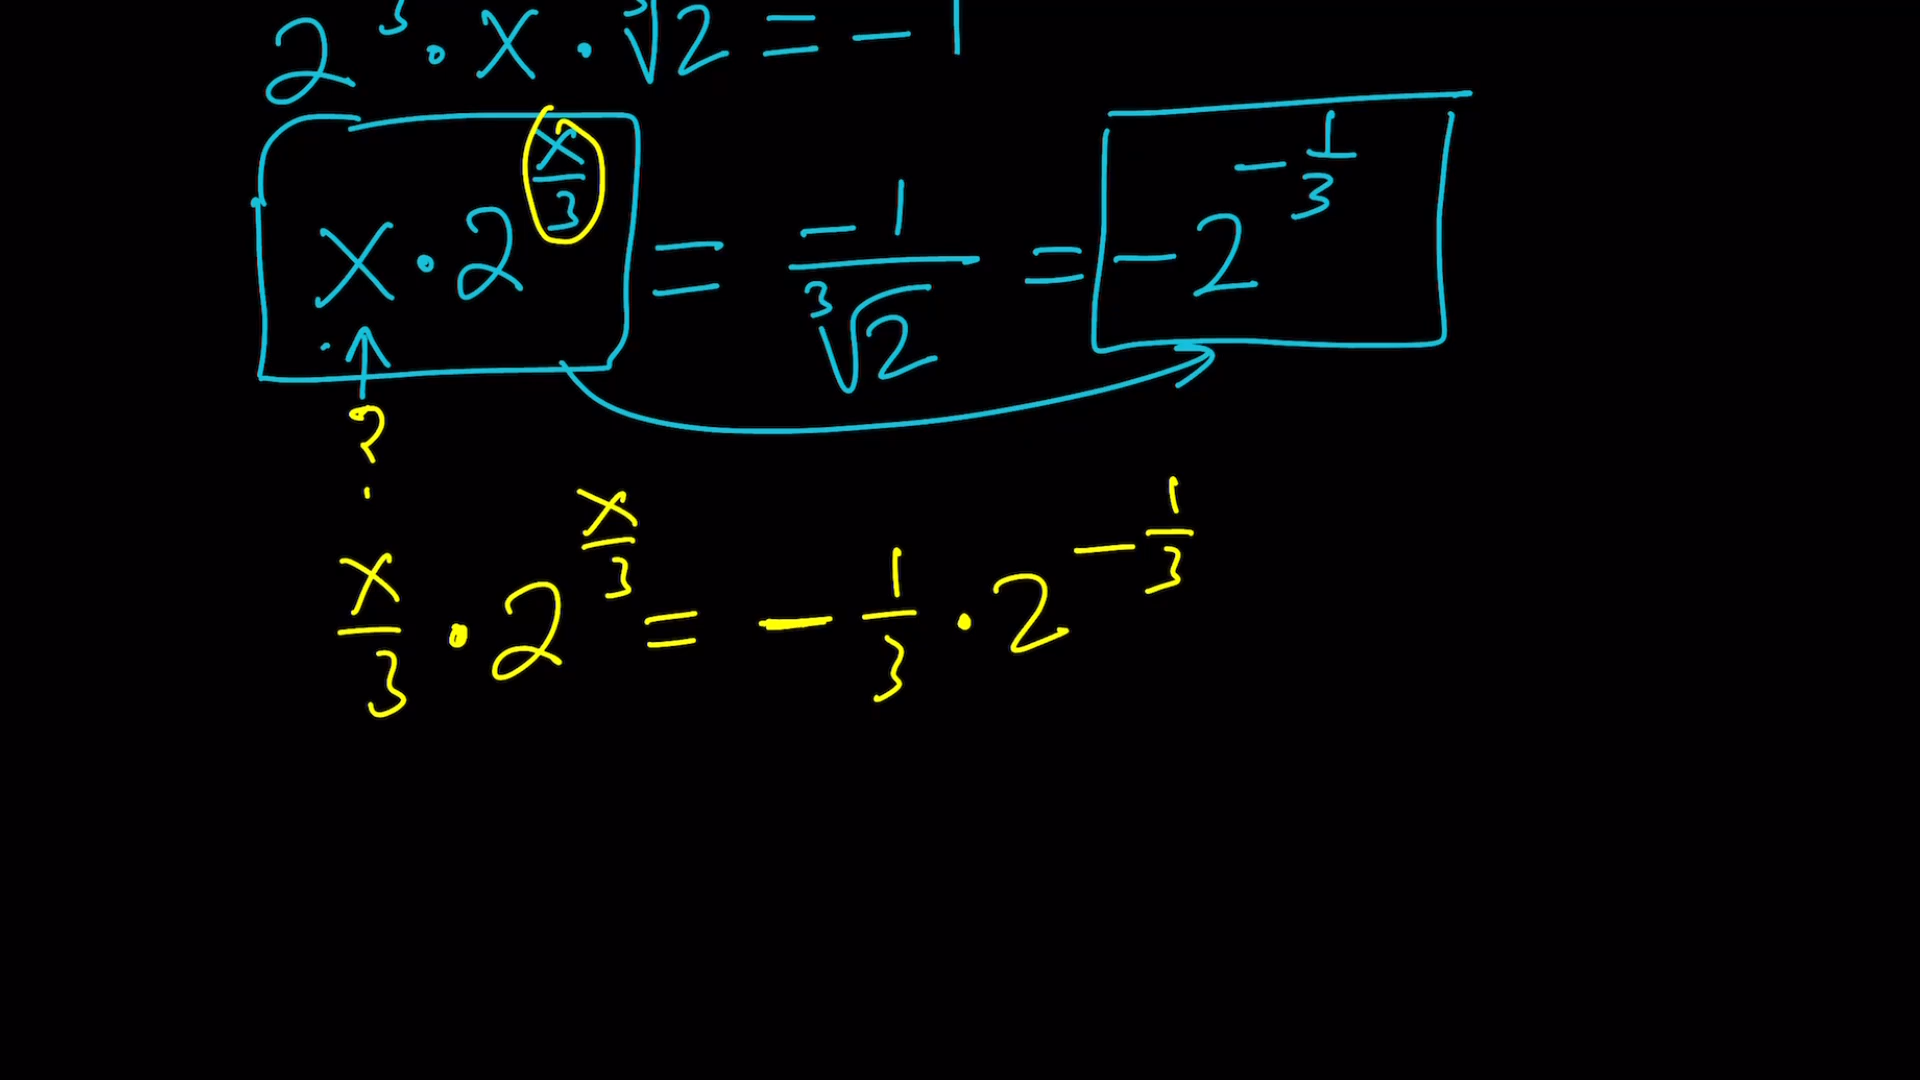 2^{x/3} · x · ∛2 = -1
x · 2^{x/3} = -1/∛2 = -2^{-1/3}
?
x/3 · 2^{x/3} = -1/3 · 2^{-1/3}